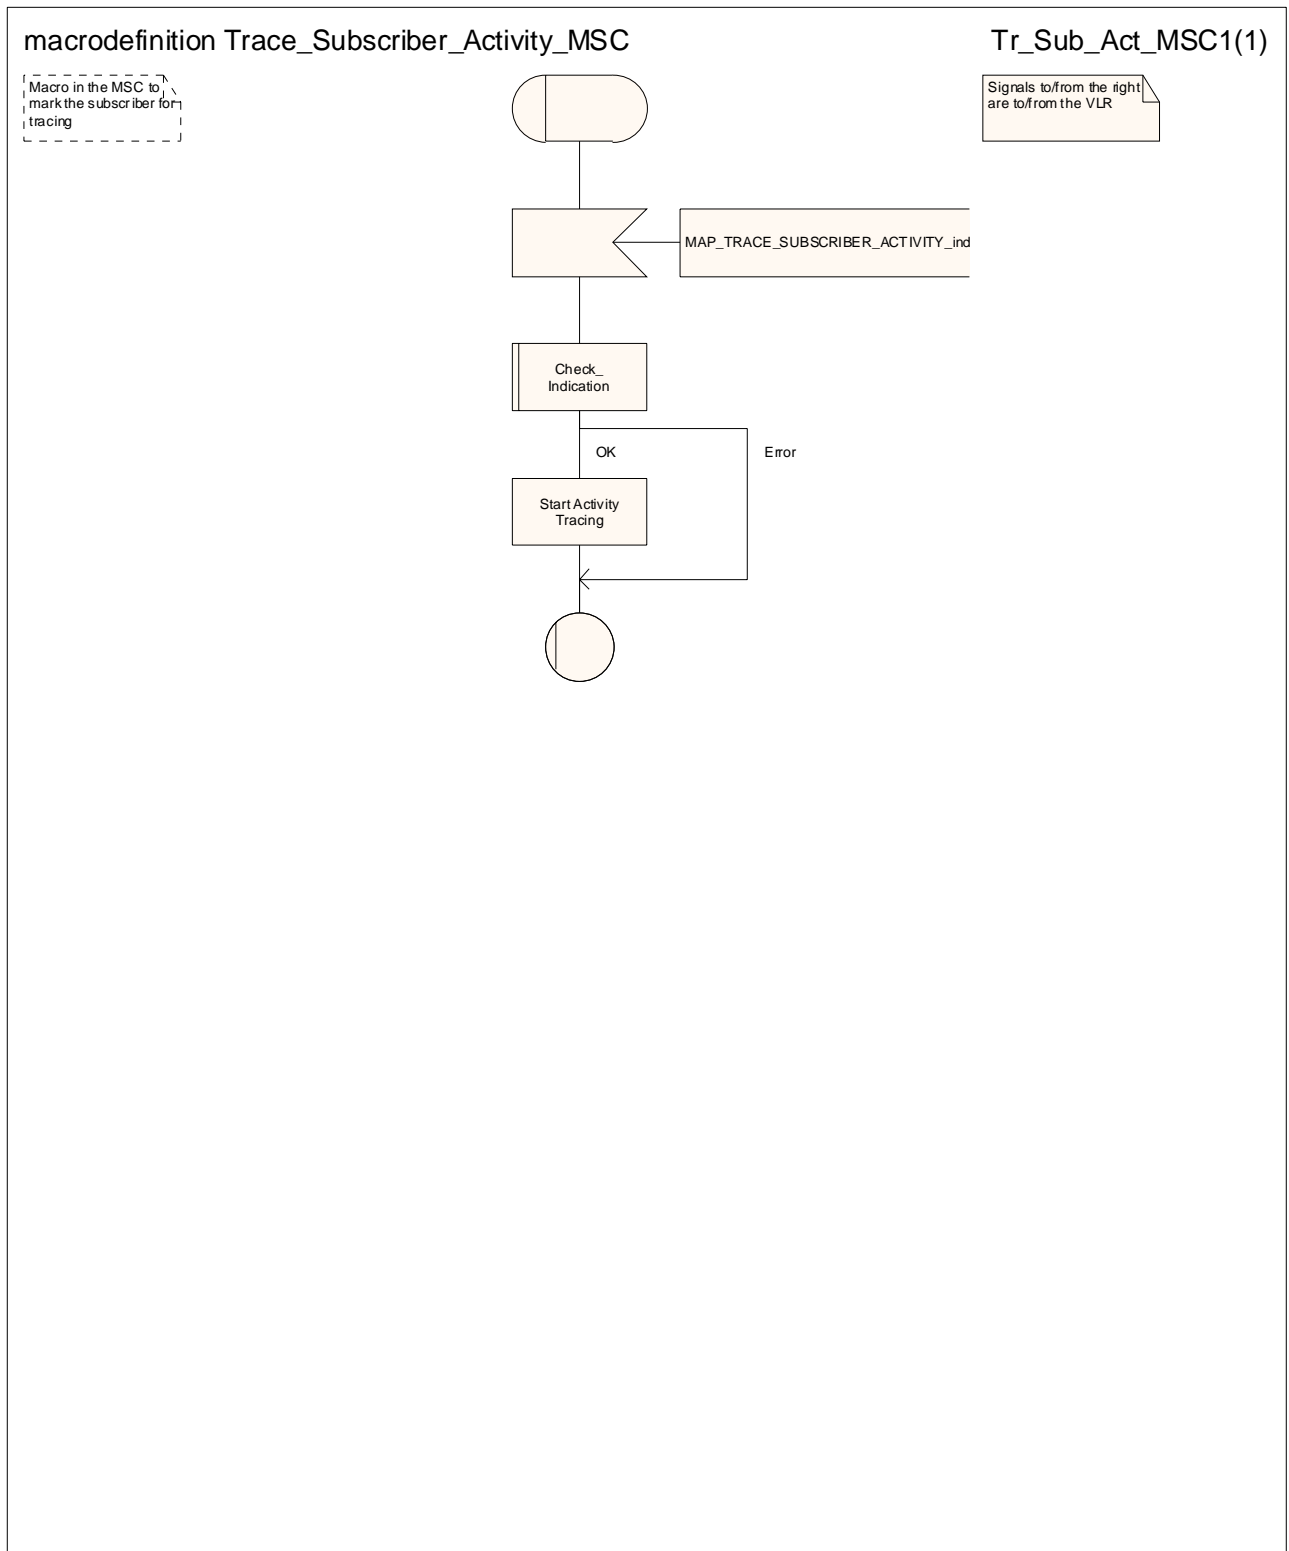 macrodefinition Trace_Subscriber_Activity_MSC
Tr_Sub_Act_MSC1(1)
Macro in the MSC to
mark the subscriber for
tracing
Signals to/from the right
are to/from the VLR
MAP_TRACE_SUBSCRIBER_ACTIVITY_ind
Check_
Indication
OK
Error
Start Activity
Tracing